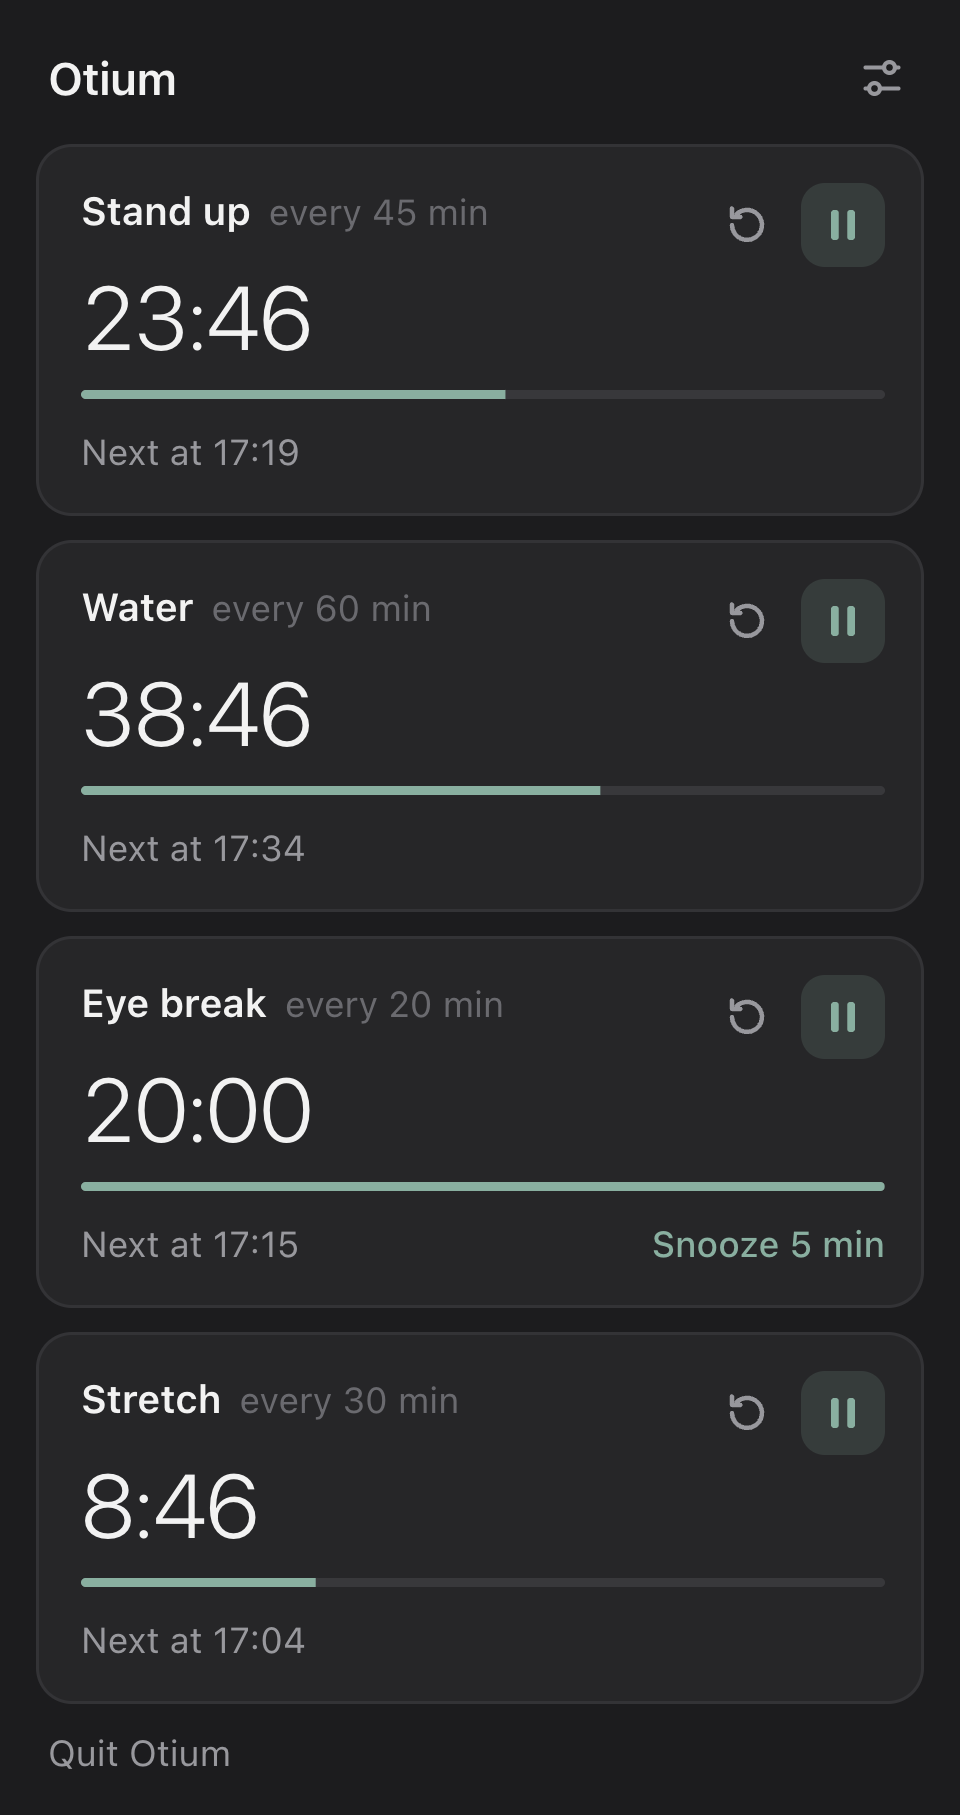 Otium
Stand up every 45 min
23:46
Next at 17:19
Water every 60 min
38:46
Next at 17:34
Eye break every 20 min
20:00
Next at 17:15 Snooze 5 min
Stretch every 30 min
8:46
Next at 17:04
Quit Otium